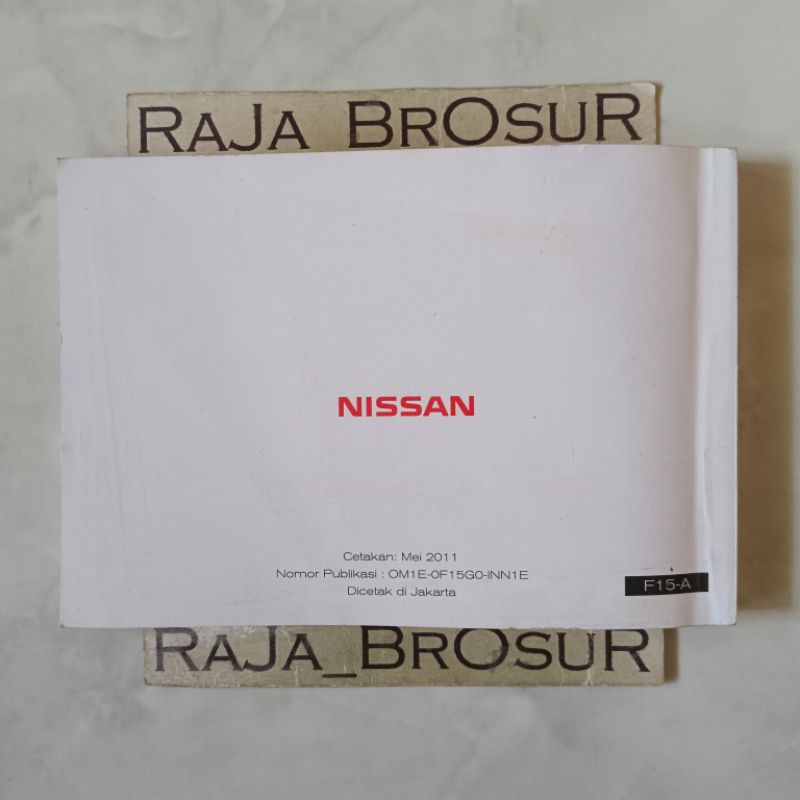 RAJA BROSUR
NISSAN
Cetakan: Mei 2011
Nomor Publikasi : OM1E-0F15G0-INN1E
Dicetak di Jakarta
F15-A
RAJA_BROSUR